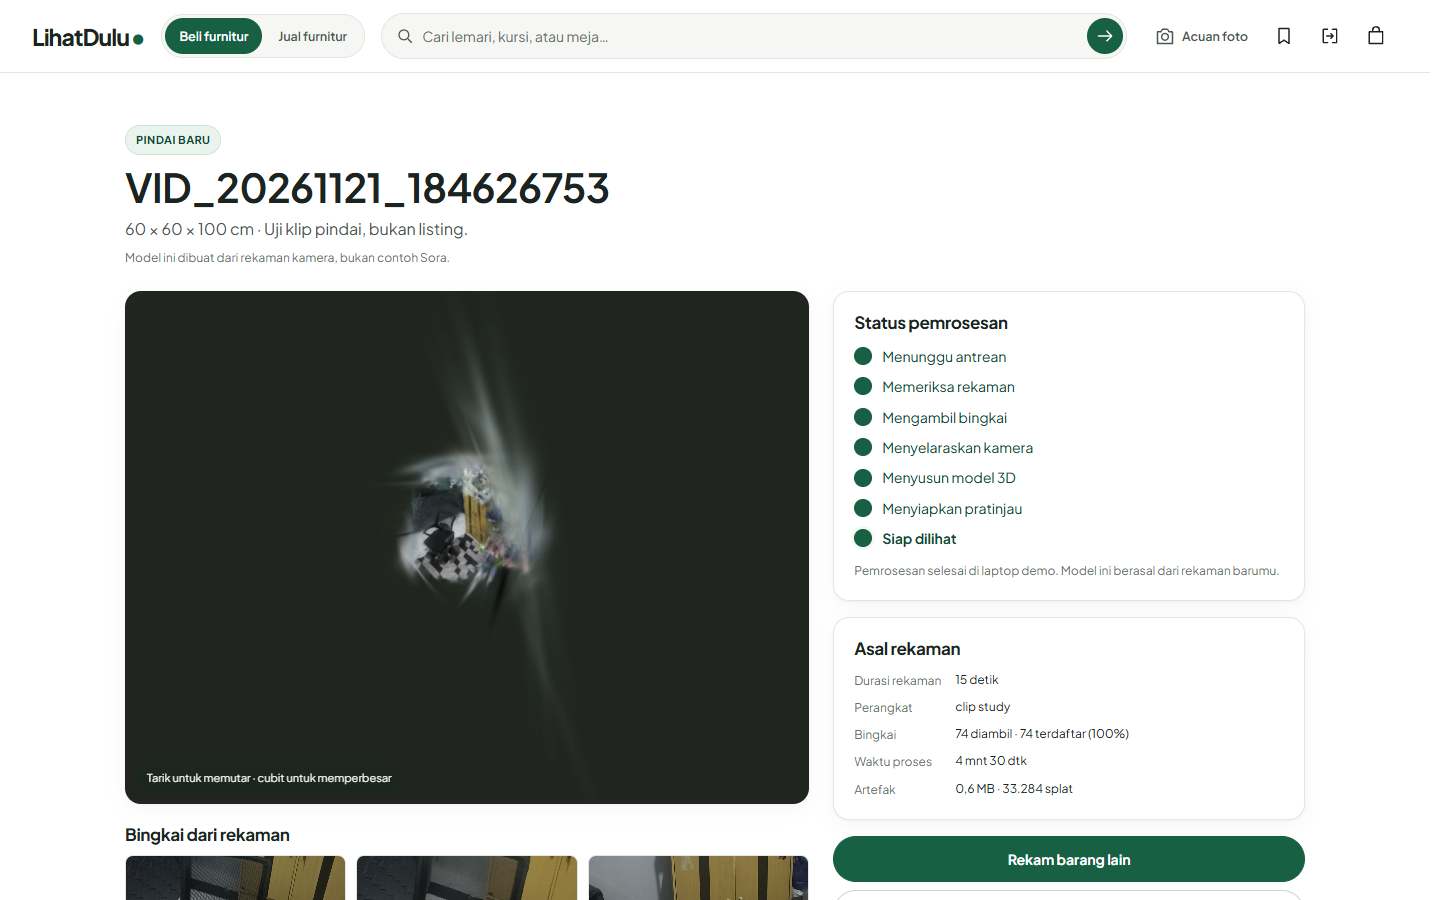 LihatDulu
Beli furnitur
Jual furnitur
Cari lemari, kursi, atau meja...
Acuan foto
PINDAI BARU
VID_20261121_184626753
60 × 60 × 100 cm · Uji klip pindai, bukan listing.
Model ini dibuat dari rekaman kamera, bukan contoh Sora.
Tarik untuk memutar · cubit untuk memperbesar
Bingkai dari rekaman
Status pemrosesan
Menunggu antrean
Memeriksa rekaman
Mengambil bingkai
Menyelaraskan kamera
Menyusun model 3D
Menyiapkan pratinjau
Siap dilihat
Pemrosesan selesai di laptop demo. Model ini berasal dari rekaman barumu.
Asal rekaman
Durasi rekaman 15 detik
Perangkat clip study
Bingkai 74 diambil · 74 terdaftar (100%)
Waktu proses 4 mnt 30 dtk
Artefak 0,6 MB · 33.284 splat
Rekam barang lain